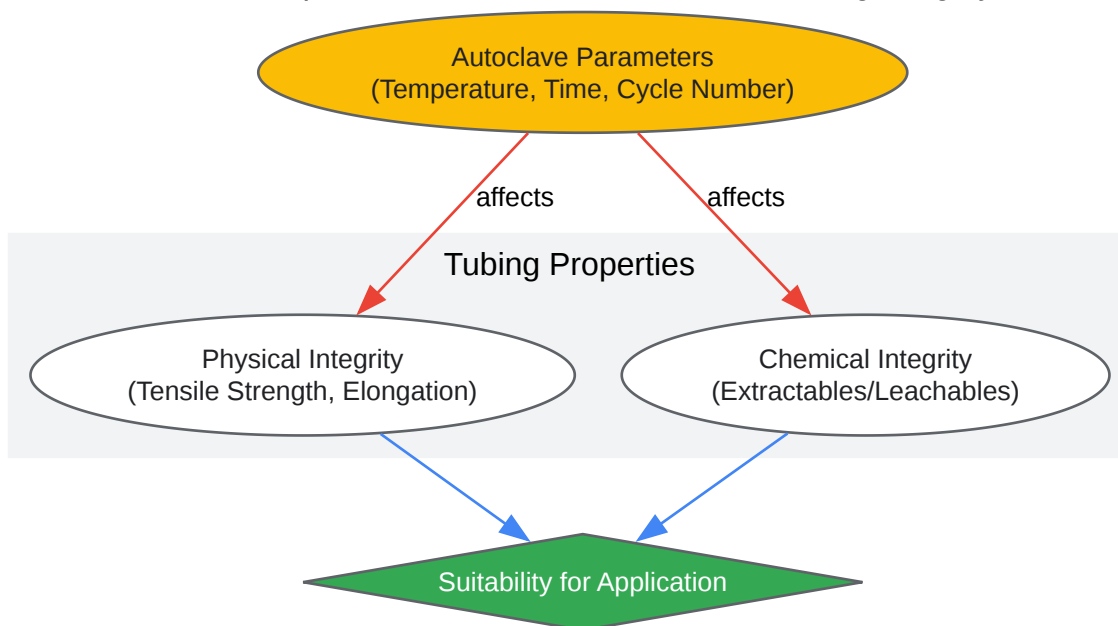 Autoclave Parameters
(Temperature, Time, Cycle Number)
affects
affects
Tubing Properties
Physical Integrity
(Tensile Strength, Elongation)
Chemical Integrity
(Extractables/Leachables)
Suitability for Application